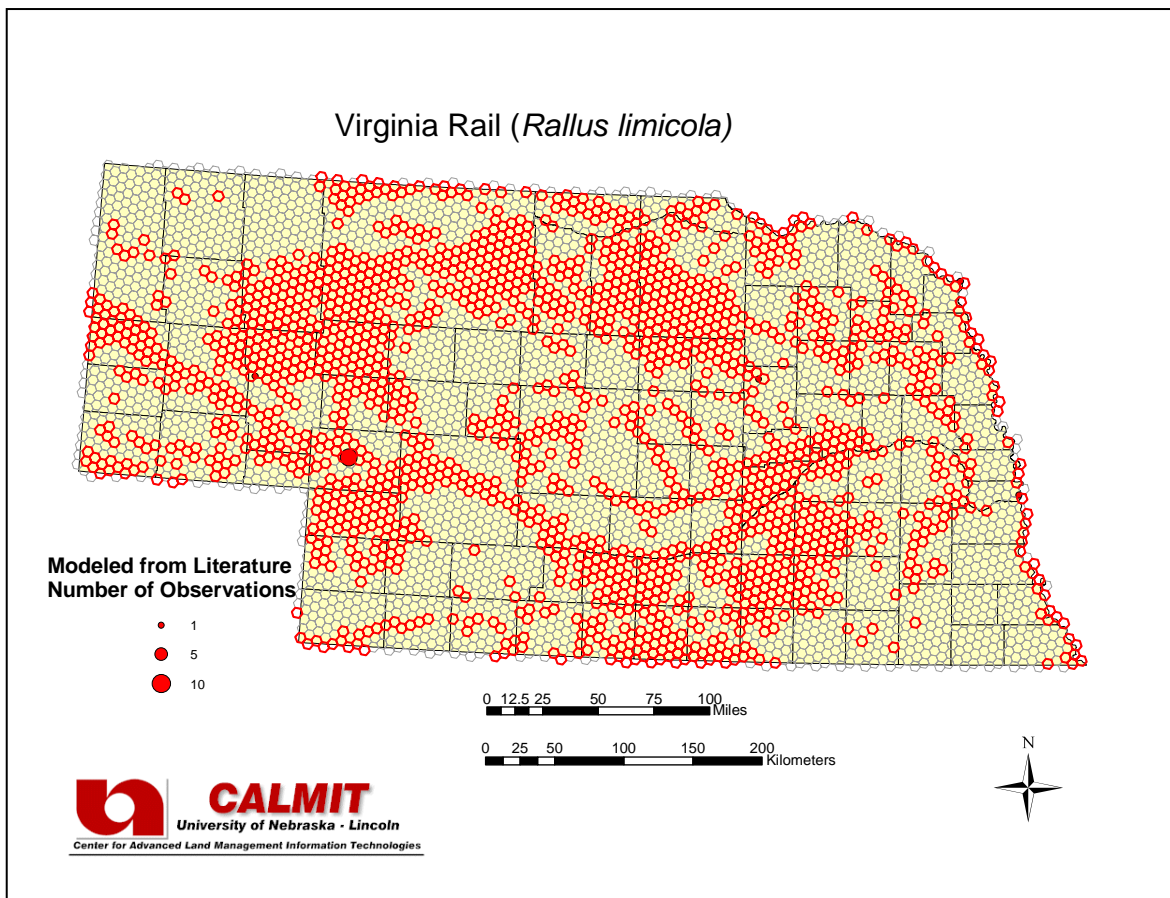 Virginia Rail (Rallus limicola)
Modeled from Literature
Number of Observations
1
5
10
0 12.5 25 50 75 100
Miles
0 25 50 100 150 200
Kilometers
N
CALMIT
University of Nebraska - Lincoln
Center for Advanced Land Management Information Technologies